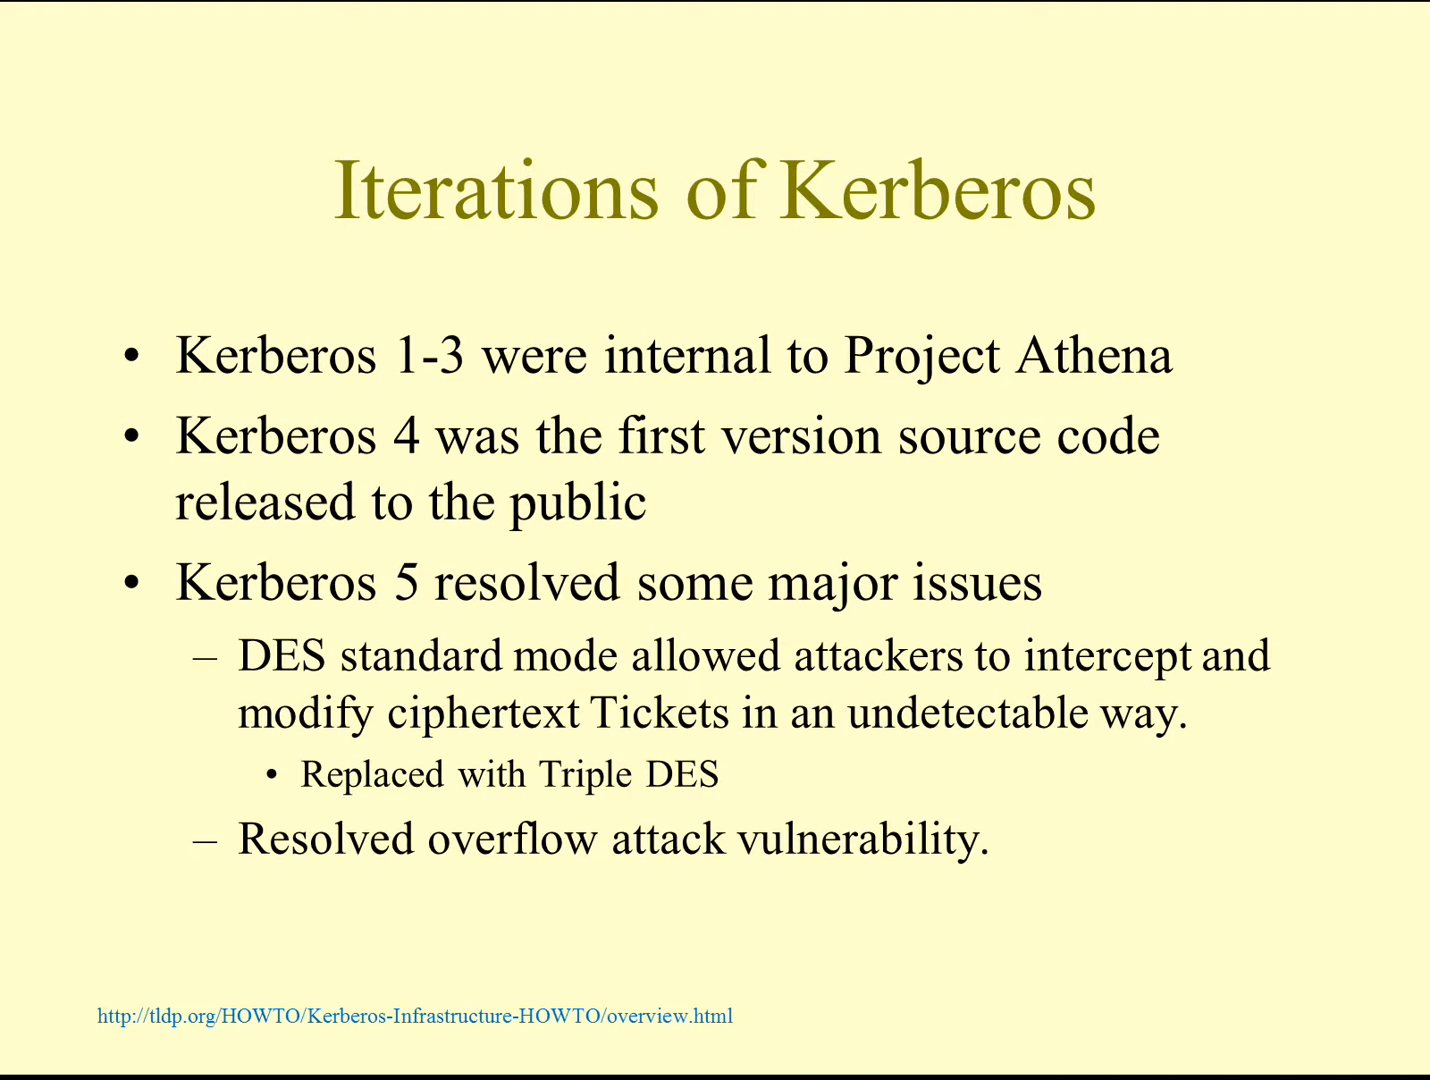 Iterations of Kerberos
• Kerberos 1-3 were internal to Project Athena
• Kerberos 4 was the first version source code
released to the public
• Kerberos 5 resolved some major issues
– DES standard mode allowed attackers to intercept and
modify ciphertext Tickets in an undetectable way.
• Replaced with Triple DES
– Resolved overflow attack vulnerability.
http://tldp.org/HOWTO/Kerberos-Infrastructure-HOWTO/overview.html